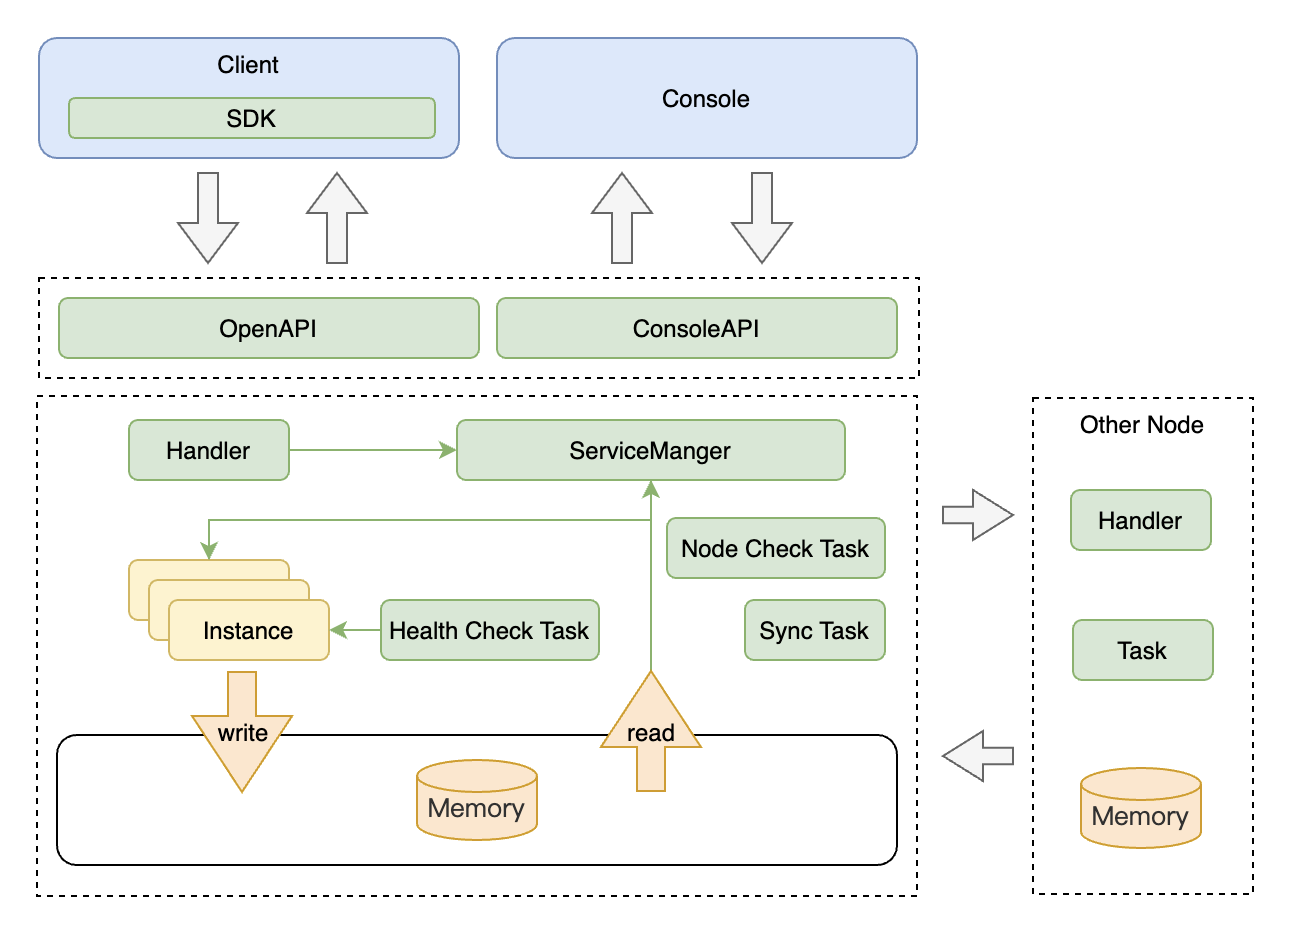 Client
SDK
Console
OpenAPI
ConsoleAPI
Handler
ServiceManger
Node Check Task
Instance
Health Check Task
Sync Task
write
read
Memory
Other Node
Handler
Task
Memory